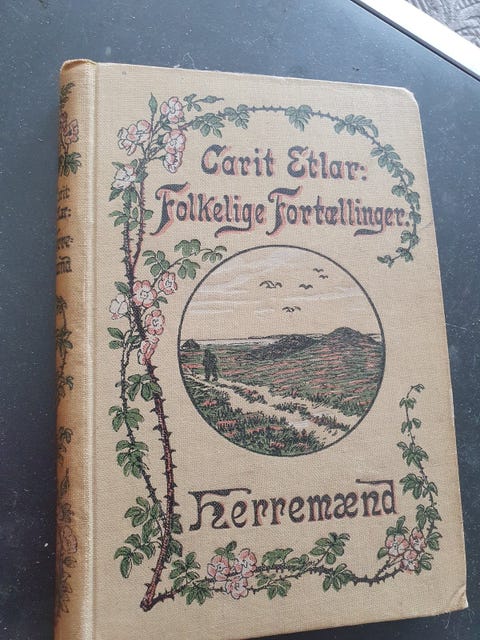 Carit Etlar:
Folkelige Fortællinger.
Herremænd
Carit
Etlar:
Herre-
mænd